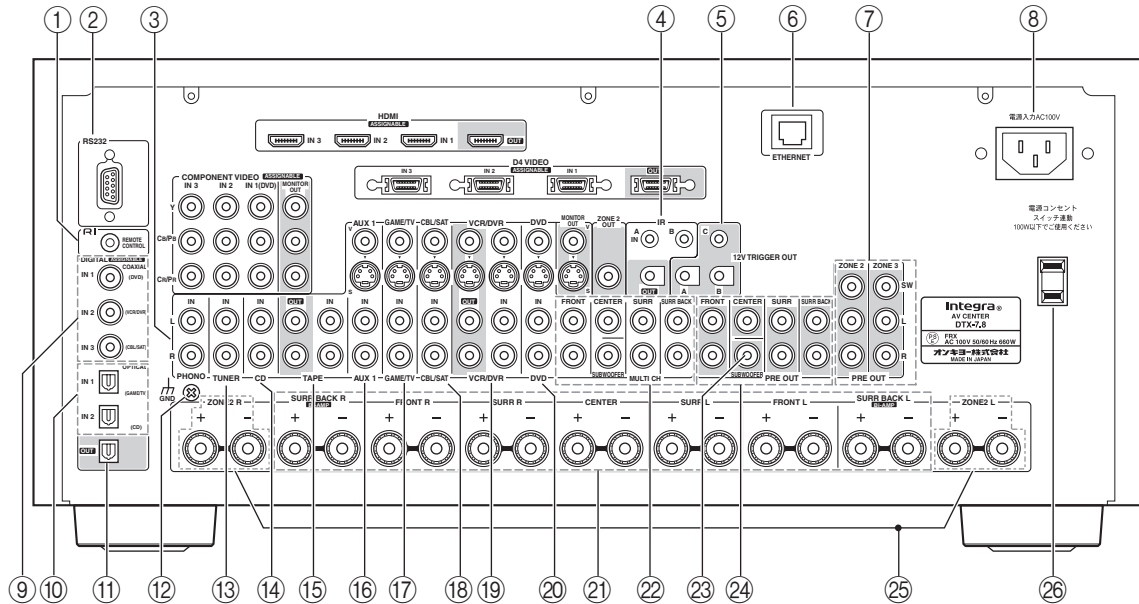 ① ② ③ ④ ⑤ ⑥ ⑦ ⑧
RS232
HDMI
ASSIGNABLE
IN 3 IN 2 IN 1 OUT
ETHERNET
電源入力AC100V
D4 VIDEO
ASSIGNABLE
IN 3 IN 2 IN 1 OUT
COMPONENT VIDEO ASSIGNABLE
IN 3 IN 2 IN 1(DVD) MONITOR OUT
Y
CB/PB
CR/PR
電源コンセント
スイッチ連動
100W以下でご使用ください
RI
REMOTE CONTROL
AUX 1 GAME/TV CBL/SAT VCR/DVR DVD MONITOR OUT ZONE 2 OUT
V V
S S
IR
A IN B
OUT
C
12V TRIGGER OUT
A B
DIGITAL ASSIGNABLE
COAXIAL
IN 1 (DVD)
IN 2 (VCR/DVR)
IN 3 (CBL/SAT)
OPTICAL
IN 1 (GAME/TV)
IN 2 (CD)
OUT
IN IN IN OUT IN IN IN IN OUT IN IN
L
R
FRONT CENTER SURR SURR BACK
SUBWOOFER MULTI CH
FRONT CENTER SURR SURR BACK
SUBWOOFER PRE OUT
ZONE 2 ZONE 3
SW
L
R
PRE OUT
Integra®
AV CENTER
DTX-7.8
PS E FRX
AC 100V 50/60 Hz 660W
オンキヨー株式会社
MADE IN JAPAN
GND
PHONO TUNER CD TAPE AUX 1 GAME/TV CBL/SAT VCR/DVR DVD
ZONE2 R SURR BACK R FRONT R SURR R CENTER SURR L FRONT L SURR BACK L ZONE2 L
BI-AMP BI-AMP
+ − + − + − + − + − + − + − + − + −
⑨ ⑩ ⑪ ⑫ ⑬ ⑭ ⑮ ⑯ ⑰ ⑱ ⑲ ⑳ ㉑ ㉒ ㉓ ㉔ ㉕ ㉖